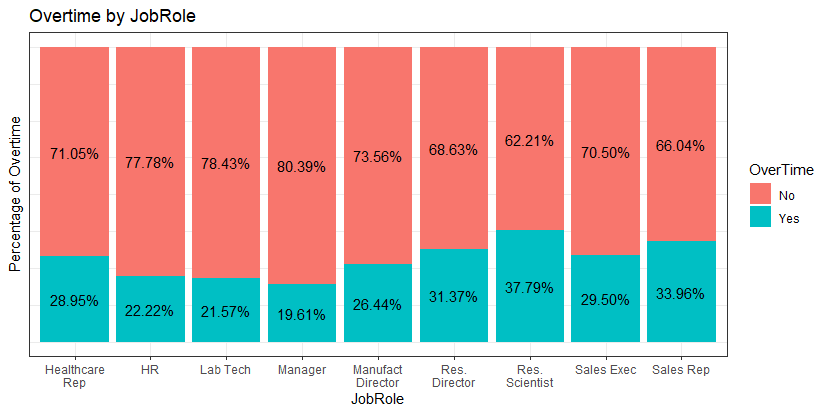 Overtime by JobRole
Percentage of Overtime
71.05%
77.78%
78.43%
80.39%
73.56%
68.63%
62.21%
70.50%
66.04%
28.95%
22.22%
21.57%
19.61%
26.44%
31.37%
37.79%
29.50%
33.96%
Healthcare
Rep
HR
Lab Tech
Manager
Manufact
Director
Res.
Director
Res.
Scientist
Sales Exec
Sales Rep
JobRole
OverTime
No
Yes